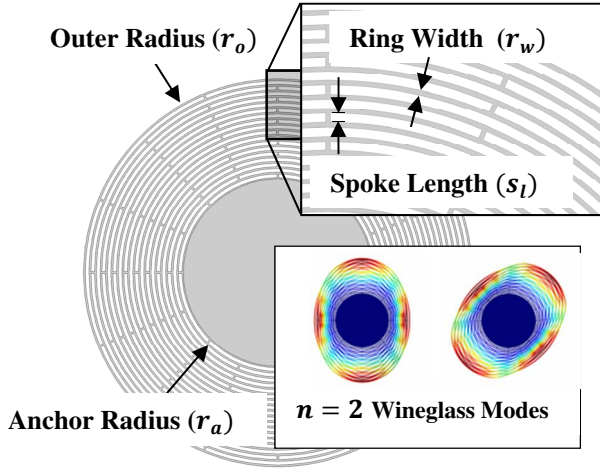 Outer Radius (r_o)
Ring Width (r_w)
Spoke Length (s_l)
n = 2 Wineglass Modes
Anchor Radius (r_a)